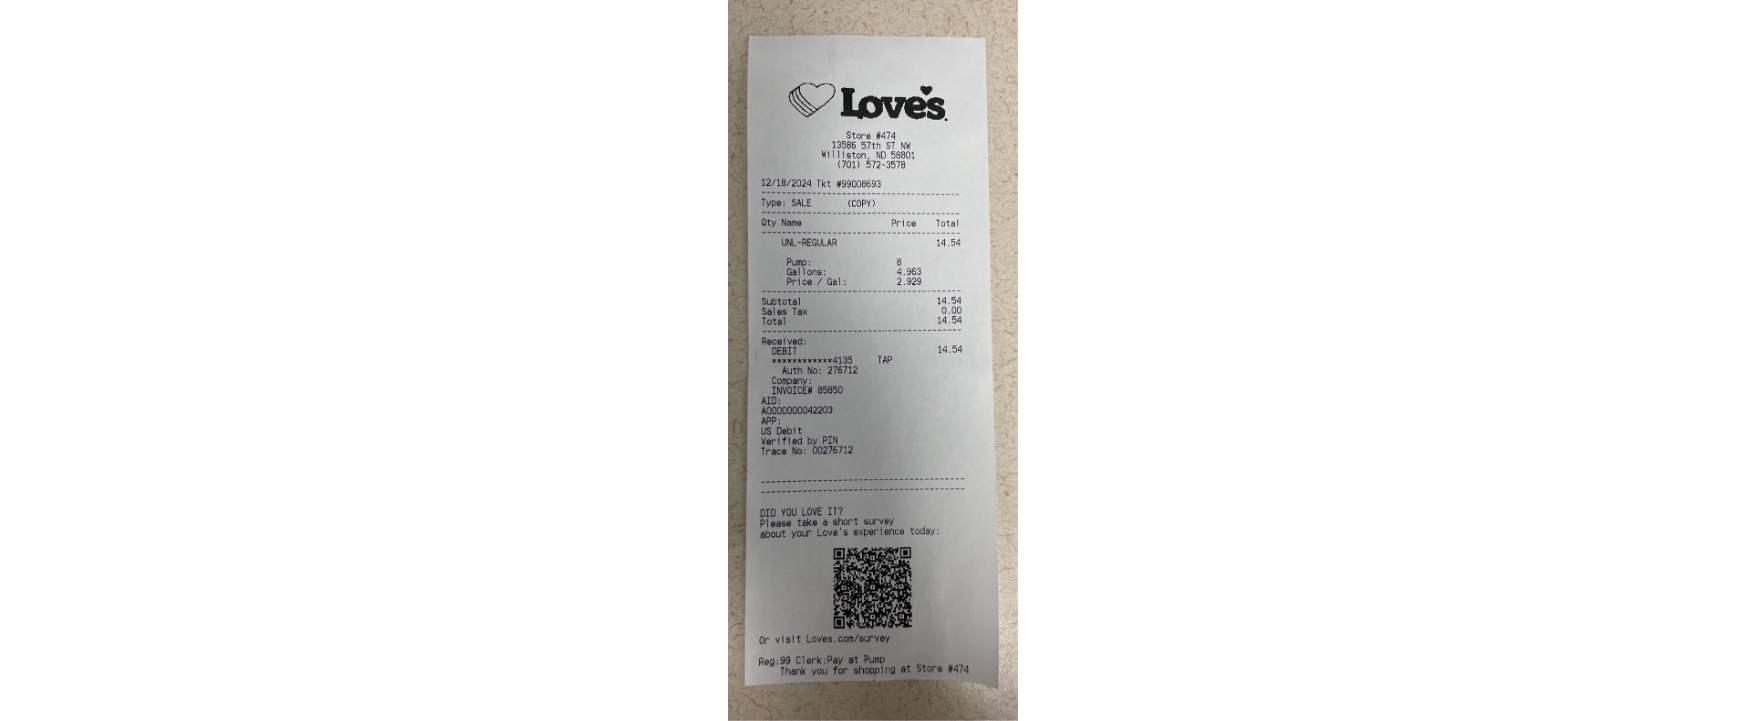 Love's
Store #474
13586 57th ST NW
Williston, ND 58801
(701) 572-3578
12/18/2024 Tkt #99008693
Type: SALE (COPY)
Qty Name Price Total
UNL-REGULAR 14.54
Pump: 8
Gallons: 4.963
Price / Gal: 2.929
Subtotal 14.54
Sales Tax 0.00
Total 14.54
Received:
DEBIT 14.54
************4135 TAP
Auth No: 276712
Company:
INVOICE# 85850
AID:
A0000000042203
APP:
US Debit
Verified by PIN
Trace No: 00276712
DID YOU LOVE IT?
Please take a short survey
about your Love's experience today:
Or visit Loves.com/survey
Reg:99 Clerk:Pay at Pump
Thank you for shopping at Store #474